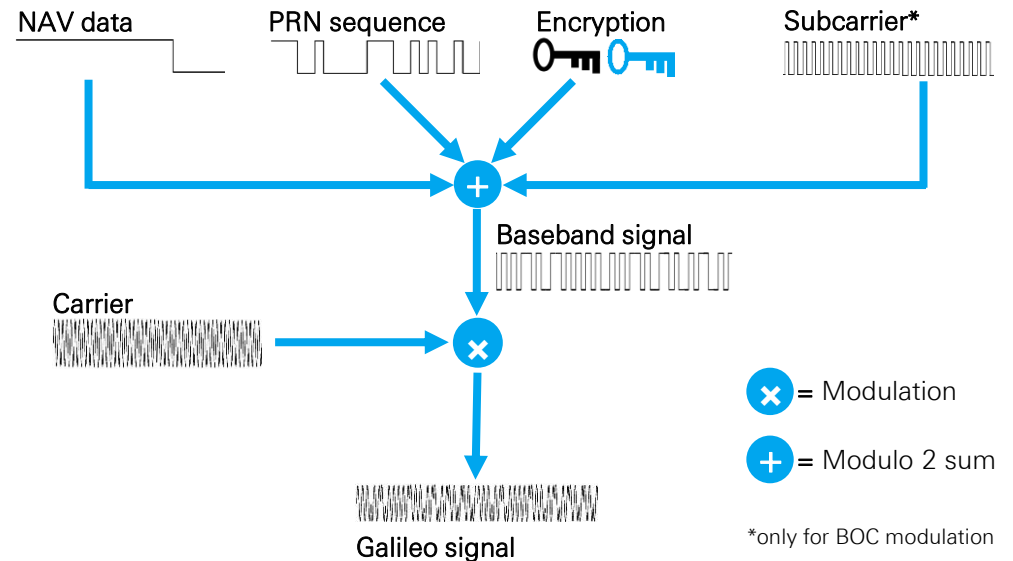 NAV data
PRN sequence
Encryption
Subcarrier*
+
Baseband signal
Carrier
×
× = Modulation
+ = Modulo 2 sum
Galileo signal
*only for BOC modulation